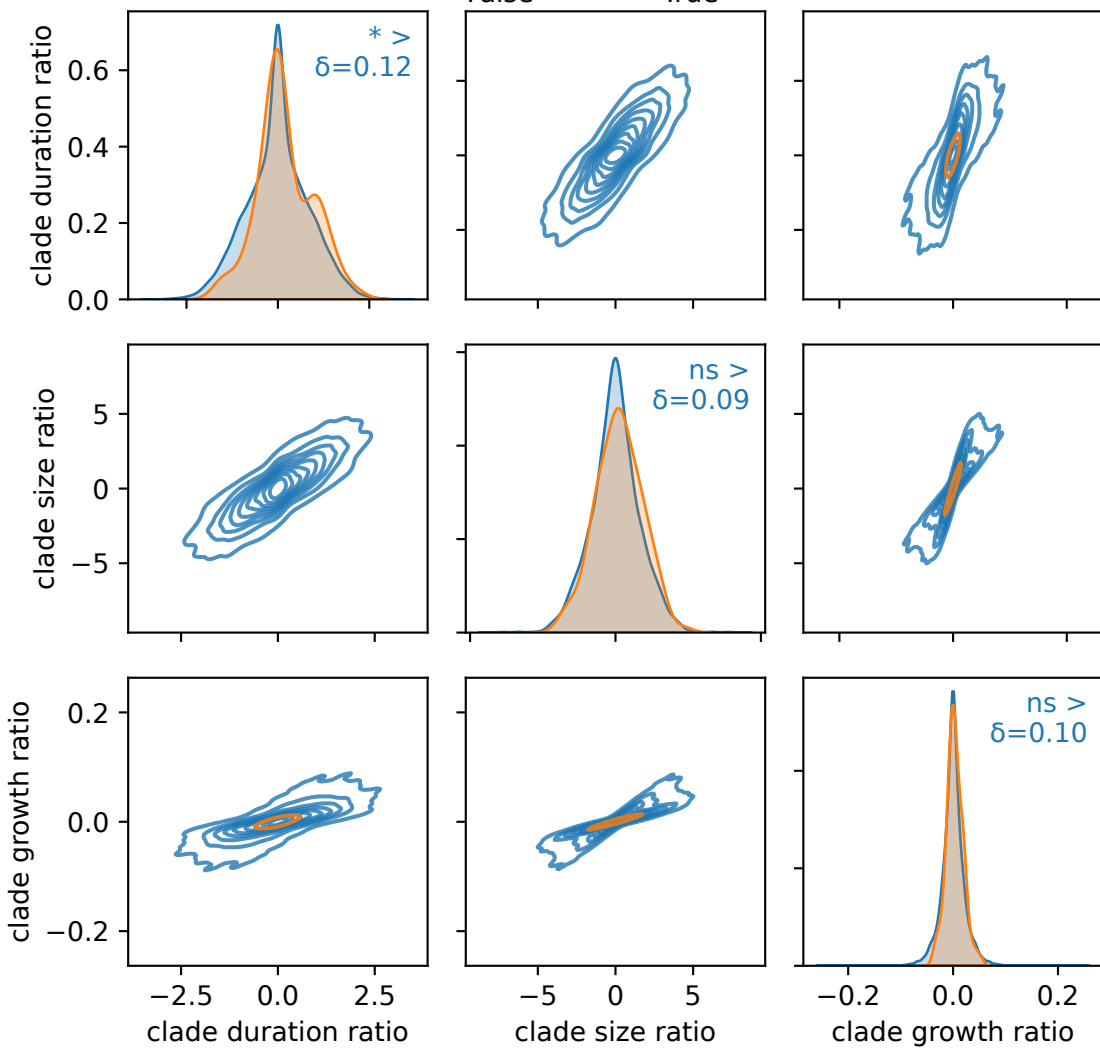 * >
δ=0.12
clade duration ratio
0.6
0.4
0.2
0.0
ns >
δ=0.09
clade size ratio
5
0
−5
ns >
δ=0.10
clade growth ratio
0.2
0.0
−0.2
−2.5 0.0 2.5
clade duration ratio
−5 0 5
clade size ratio
−0.2 0.0 0.2
clade growth ratio